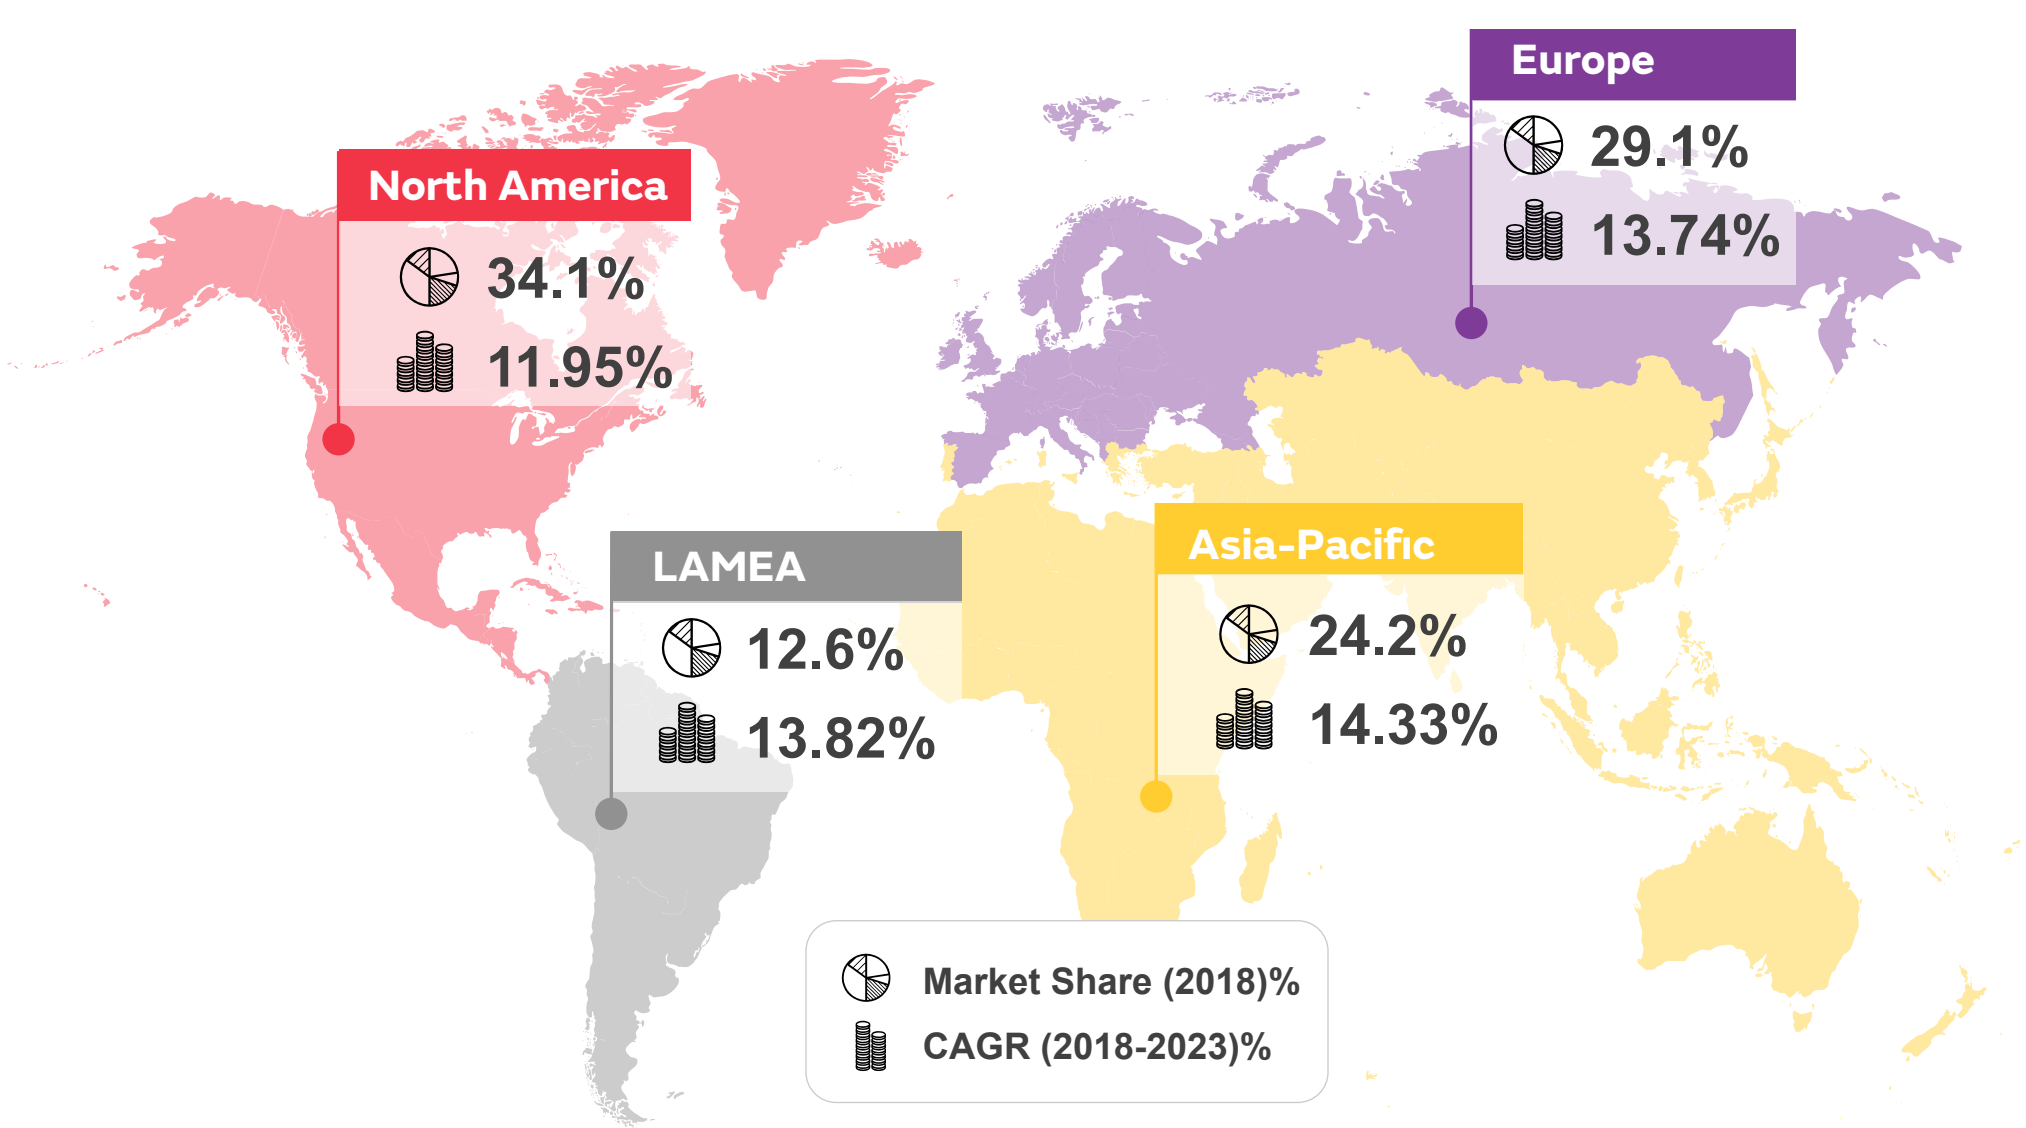 Europe
29.1%
13.74%
North America
34.1%
11.95%
LAMEA
12.6%
13.82%
Asia-Pacific
24.2%
14.33%
Market Share (2018)%
CAGR (2018-2023)%